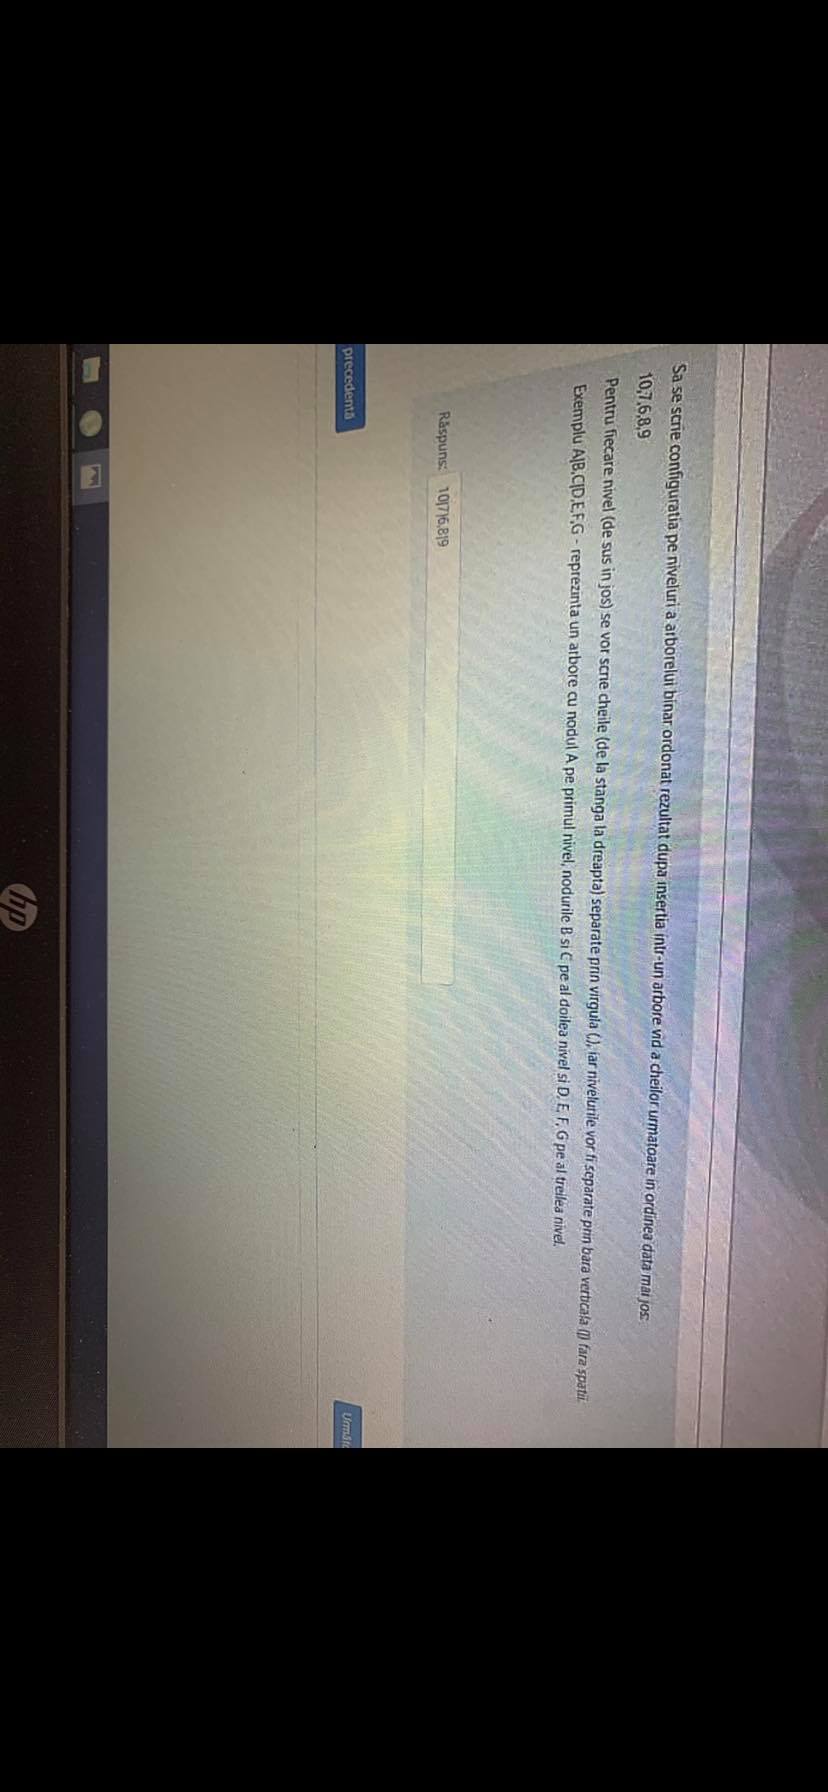 Sa se scrie configuratia pe niveluri a arborelui binar ordonat rezultat dupa insertia intr-un arbore vid a cheilor urmatoare in ordinea data mai jos:
10,7,6,8,9
Pentru fiecare nivel (de sus in jos) se vor scrie cheile (de la stanga la dreapta) separate prin virgula (,), iar nivelurile vor fi separate prin bara verticala (|) fara spatii.
Exemplu A|B,C|D,E,F,G - reprezinta un arbore cu nodul A pe primul nivel, nodurile B si C pe al doilea nivel si D, E, F, G pe al treilea nivel.
Răspuns: 10|7|6,8|9
precedentă
Următo
hp